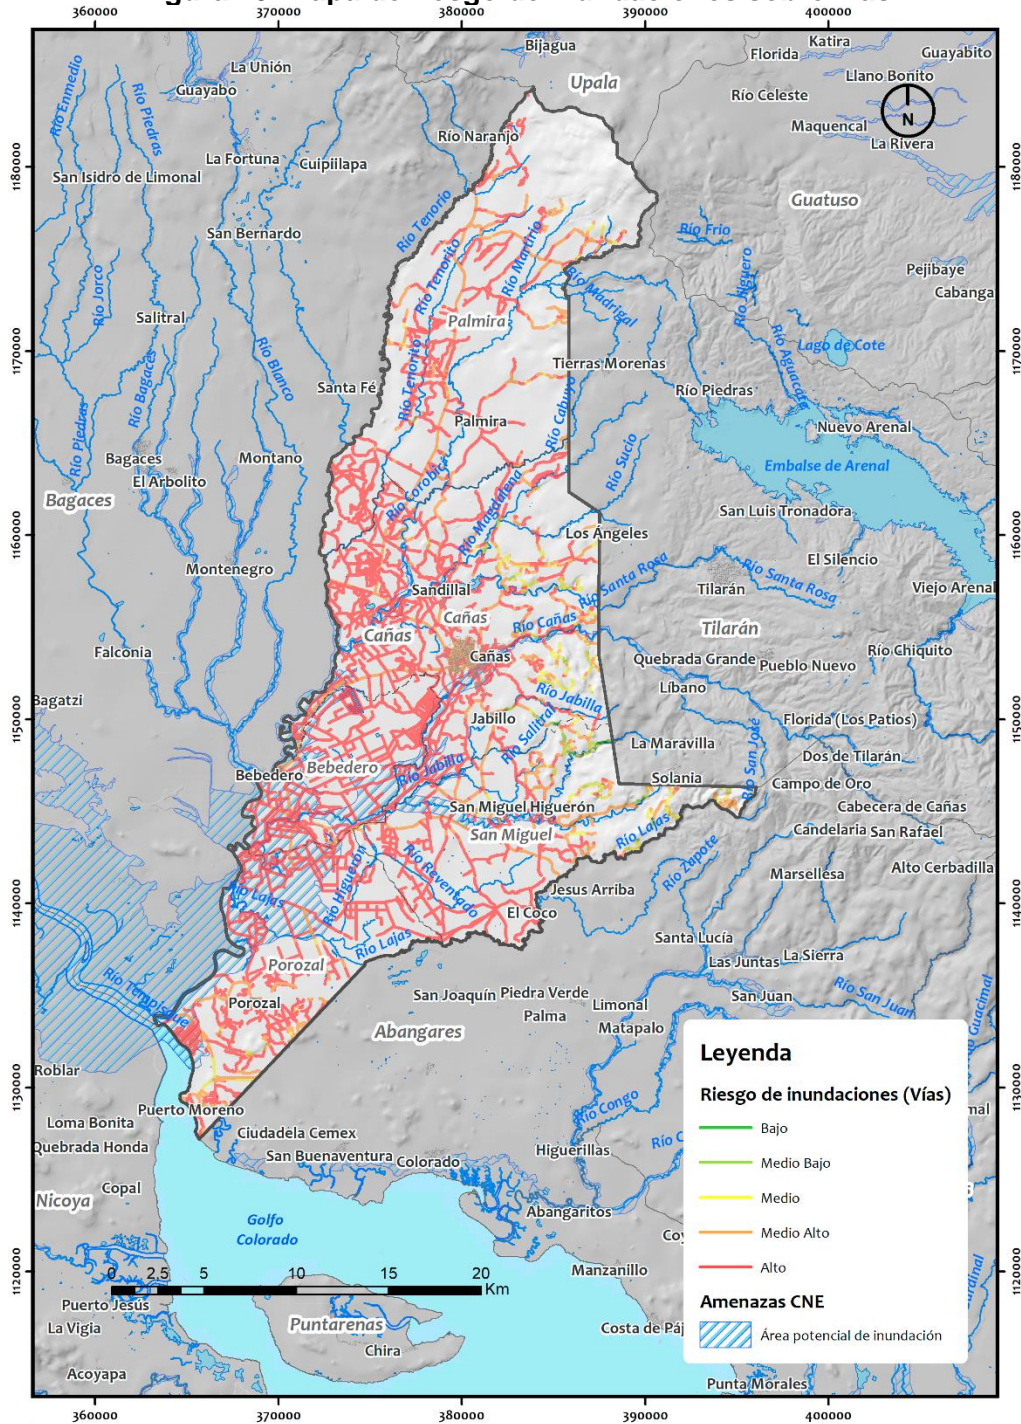 360000 370000 380000 390000 400000
Bijagua
Katira
Florida
Guayabito
La Unión
Upala
Llano Bonito
Guayabo
Río Celeste
N
Río Enmedio
Río Piedras
Río Naranjo
Maquencal
La Rivera
La Fortuna
Cuipiilapa
1180000
1180000
San Isidro de Limonal
Guatuso
Río Tenorio
San Bernardo
Río Frio
Río Martirio
Río Tenorito
Río Jorco
Río Madrigal
Río Higuero
Pejibaye
Cabanga
Salitral
Palmira
1170000
Río Blanco
Lago de Cote
1170000
Río Bagaces
Río Tenorito
Tierras Morenas
Río Aguacate
Santa Fé
Río Piedras
Río Piedras
Palmira
Río Cabuyo
Nuevo Arenal
Bagaces
Montano
Río Sucio
Embalse de Arenal
El Arbolito
Río Corobicí
Bagaces
Río Magdalena
San Luis Tronadora
1160000
Los Ángeles
1160000
El Silencio
Montenegro
Río Santa Rosa
Río Santa Rosa
Sandillal
Tilarán
Viejo Arenal
Cañas
Río Cañas
Cañas
Tilarán
Falconia
Cañas
Quebrada Grande
Pueblo Nuevo
Río Chiquito
Bagatzi
Río Jabilla
Líbano
1150000
Jabillo
Florida (Los Patios)
1150000
Río Salitral
La Maravilla
Río San José
Dos de Tilarán
Bebedero
Bebedero
Río Jabilla
Solania
Campo de Oro
San Miguel Higuerón
Cabecera de Cañas
San Miguel
Río Lajas
Candelaria
San Rafael
Río Higuerón
Río Reventado
Río Zapote
Marsellesa
Alto Cerbadilla
Río Lajas
Jesus Arriba
1140000
El Coco
1140000
Río Lajas
Santa Lucía
Porozal
Las Juntas
La Sierra
Río Tempisque
Porozal
San Joaquín
Piedra Verde
Limonal
San Juan
Río San Juan
Palma
Matapalo
Guacimal
Abangares
Roblar
1130000
1130000
Puerto Moreno
Río Congo
Loma Bonita
Ciudadela Cemex
Quebrada Honda
San Buenaventura
Colorado
Higuerillas
Copal
Nicoya
Abangaritos
Golfo
Colorado
1120000
0 2,5 5 10 15 20
Km
Manzanillo
1120000
Puerto Jesús
La Vigia
Puntarenas
Chira
Acoyapa
Punta Morales
Leyenda
Riesgo de inundaciones (Vías)
Bajo
Medio Bajo
Medio
Medio Alto
Alto
Amenazas CNE
Área potencial de inundación
360000 370000 380000 390000 400000